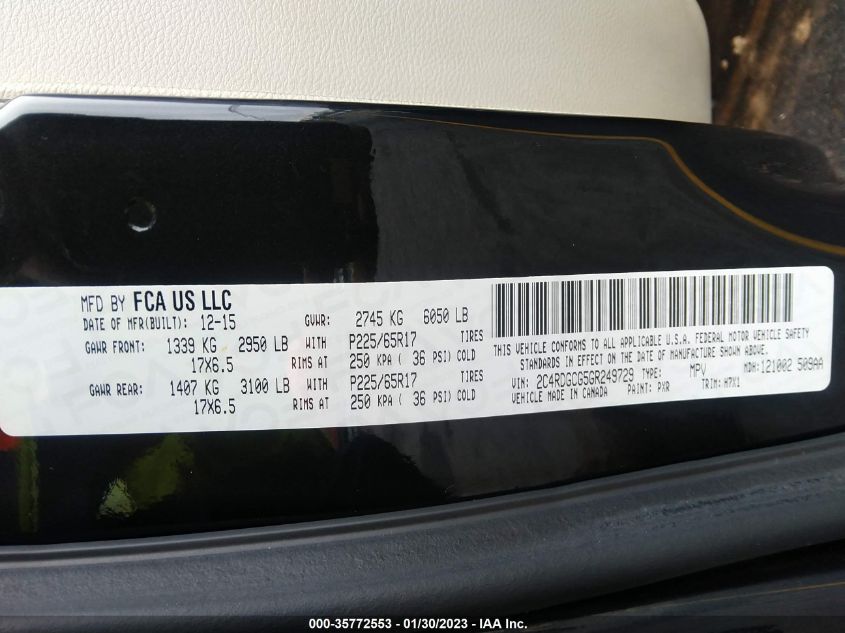 MFD BY FCA US LLC
DATE OF MFR(BUILT): 12-15 GVWR: 2745 KG 6050 LB
GAWR FRONT: 1339 KG 2950 LB WITH P225/65R17 TIRES
17X6.5 RIMS AT 250 KPA ( 36 PSI) COLD
GAWR REAR: 1407 KG 3100 LB WITH P225/65R17 TIRES
17X6.5 RIMS AT 250 KPA ( 36 PSI) COLD
THIS VEHICLE CONFORMS TO ALL APPLICABLE U.S.A. FEDERAL MOTOR VEHICLE SAFETY
STANDARDS IN EFFECT ON THE DATE OF MANUFACTURE SHOWN ABOVE.
VIN: 2C4RDGCG5GR249729 TYPE: MPV MDH:121002 509AA
VEHICLE MADE IN CANADA PAINT: PXR TRIM: H7X1
000-35772553 - 01/30/2023 - IAA Inc.